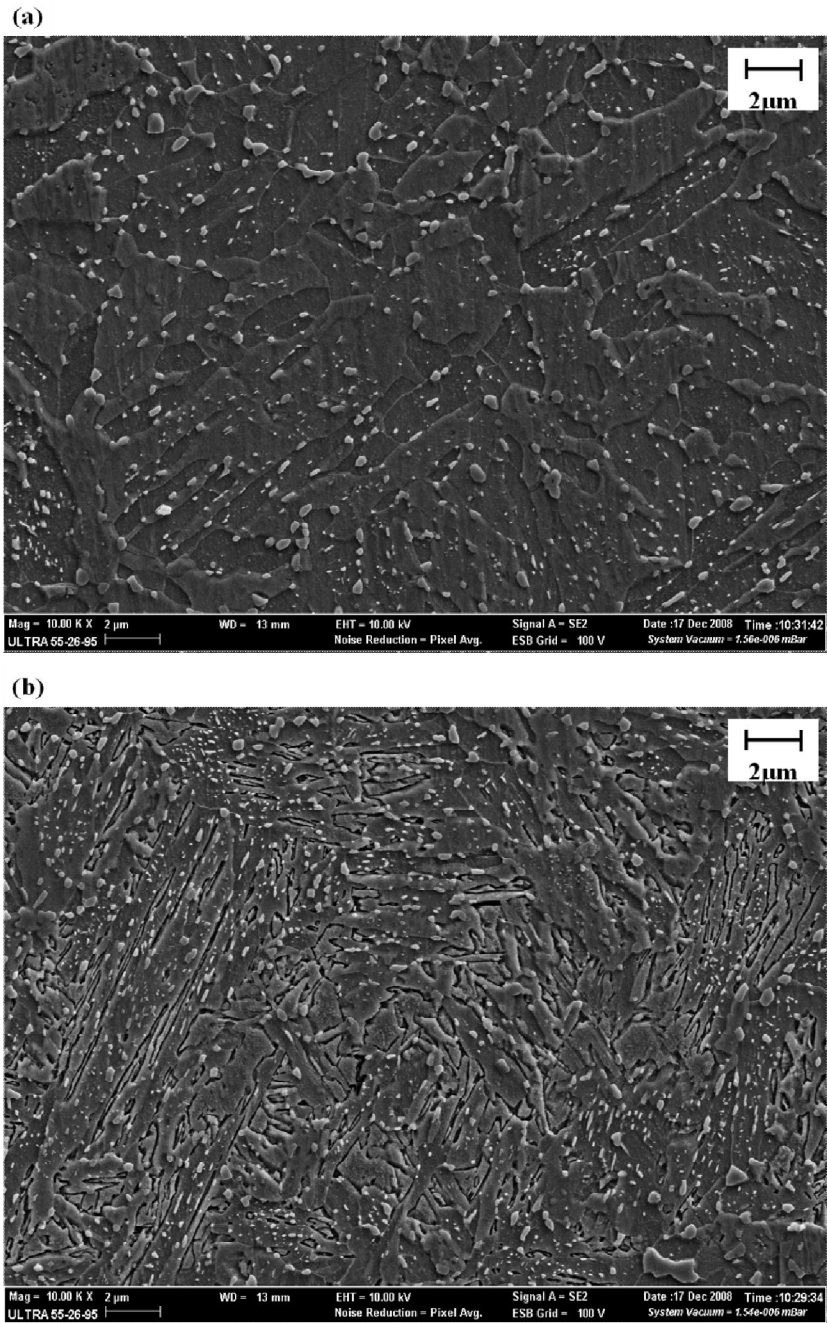 (a)
2μm
Mag = 10.00 K X 2 μm WD = 13 mm EHT = 10.00 kV Signal A = SE2 Date :17 Dec 2008 Time :10:31:42
ULTRA 55-26-95 Noise Reduction = Pixel Avg. ESB Grid = 100 V System Vacuum = 1.56e-006 mBar
(b)
2μm
Mag = 10.00 K X 2 μm WD = 13 mm EHT = 10.00 kV Signal A = SE2 Date :17 Dec 2008 Time :10:29:34
ULTRA 55-26-95 Noise Reduction = Pixel Avg. ESB Grid = 100 V System Vacuum = 1.54e-006 mBar